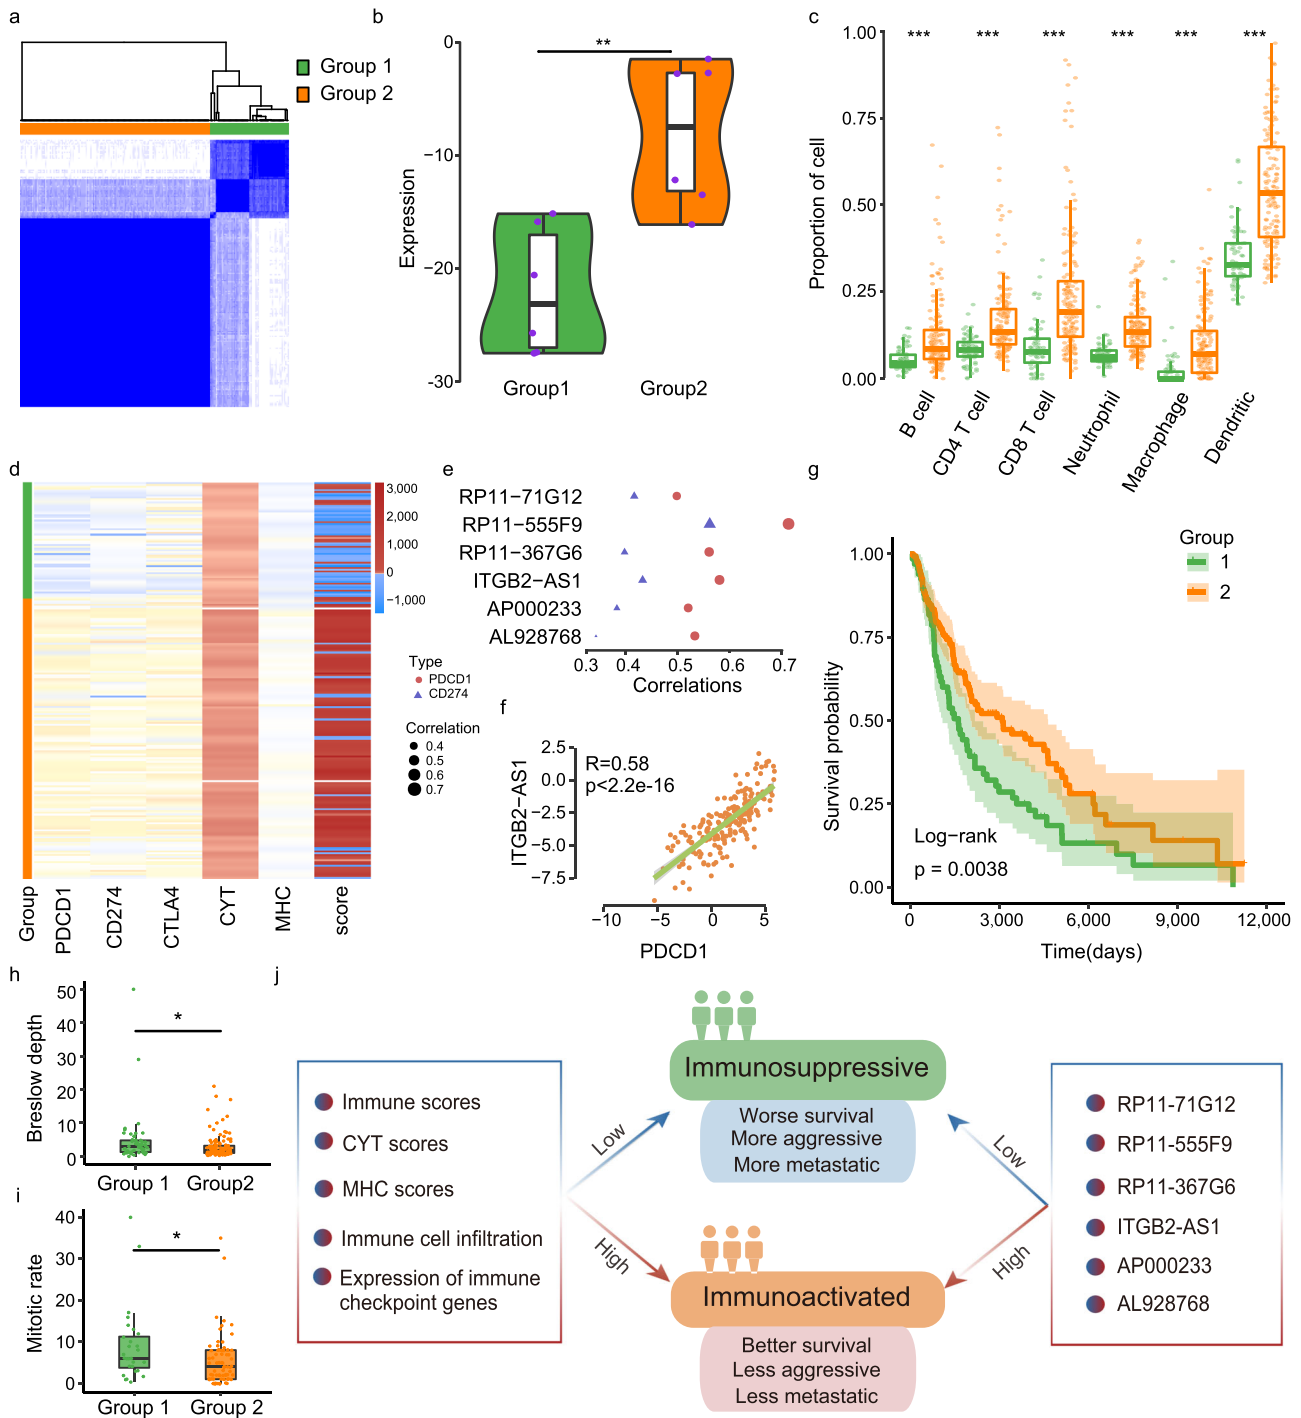 a
Group 1
Group 2
b
Expression
0
−10
−20
−30
**
Group1
Group2
c
Proportion of cell
1.00
0.75
0.50
0.25
0.00
*** *** *** *** *** ***
B cell
CD4 T cell
CD8 T cell
Neutrophil
Macrophage
Dendritic
d
3,000
2,000
1,000
0
−1,000
Group
PDCD1
CD274
CTLA4
CYT
MHC
score
e
RP11−71G12
RP11−555F9
RP11−367G6
ITGB2−AS1
AP000233
AL928768
0.3 0.4 0.5 0.6 0.7
Correlations
Type
PDCD1
CD274
Correlation
0.4
0.5
0.6
0.7
f
ITGB2−AS1
2.5
0.0
−2.5
−5.0
−7.5
R=0.58
p<2.2e-16
−10 −5 0 5
PDCD1
g
Survival probability
1.00
0.75
0.50
0.25
0.00
Group
1
2
Log−rank
p = 0.0038
0 3,000 6,000 9,000 12,000
Time(days)
h
Breslow depth
50
40
30
20
10
0
*
Group 1 Group2
i
Mitotic rate
40
30
20
10
0
*
Group 1 Group 2
j
Immune scores
CYT scores
MHC scores
Immune cell infiltration
Expression of immune
checkpoint genes
Low
High
Immunosuppressive
Worse survival
More aggressive
More metastatic
Immunoactivated
Better survival
Less aggressive
Less metastatic
Low
High
RP11-71G12
RP11-555F9
RP11-367G6
ITGB2-AS1
AP000233
AL928768